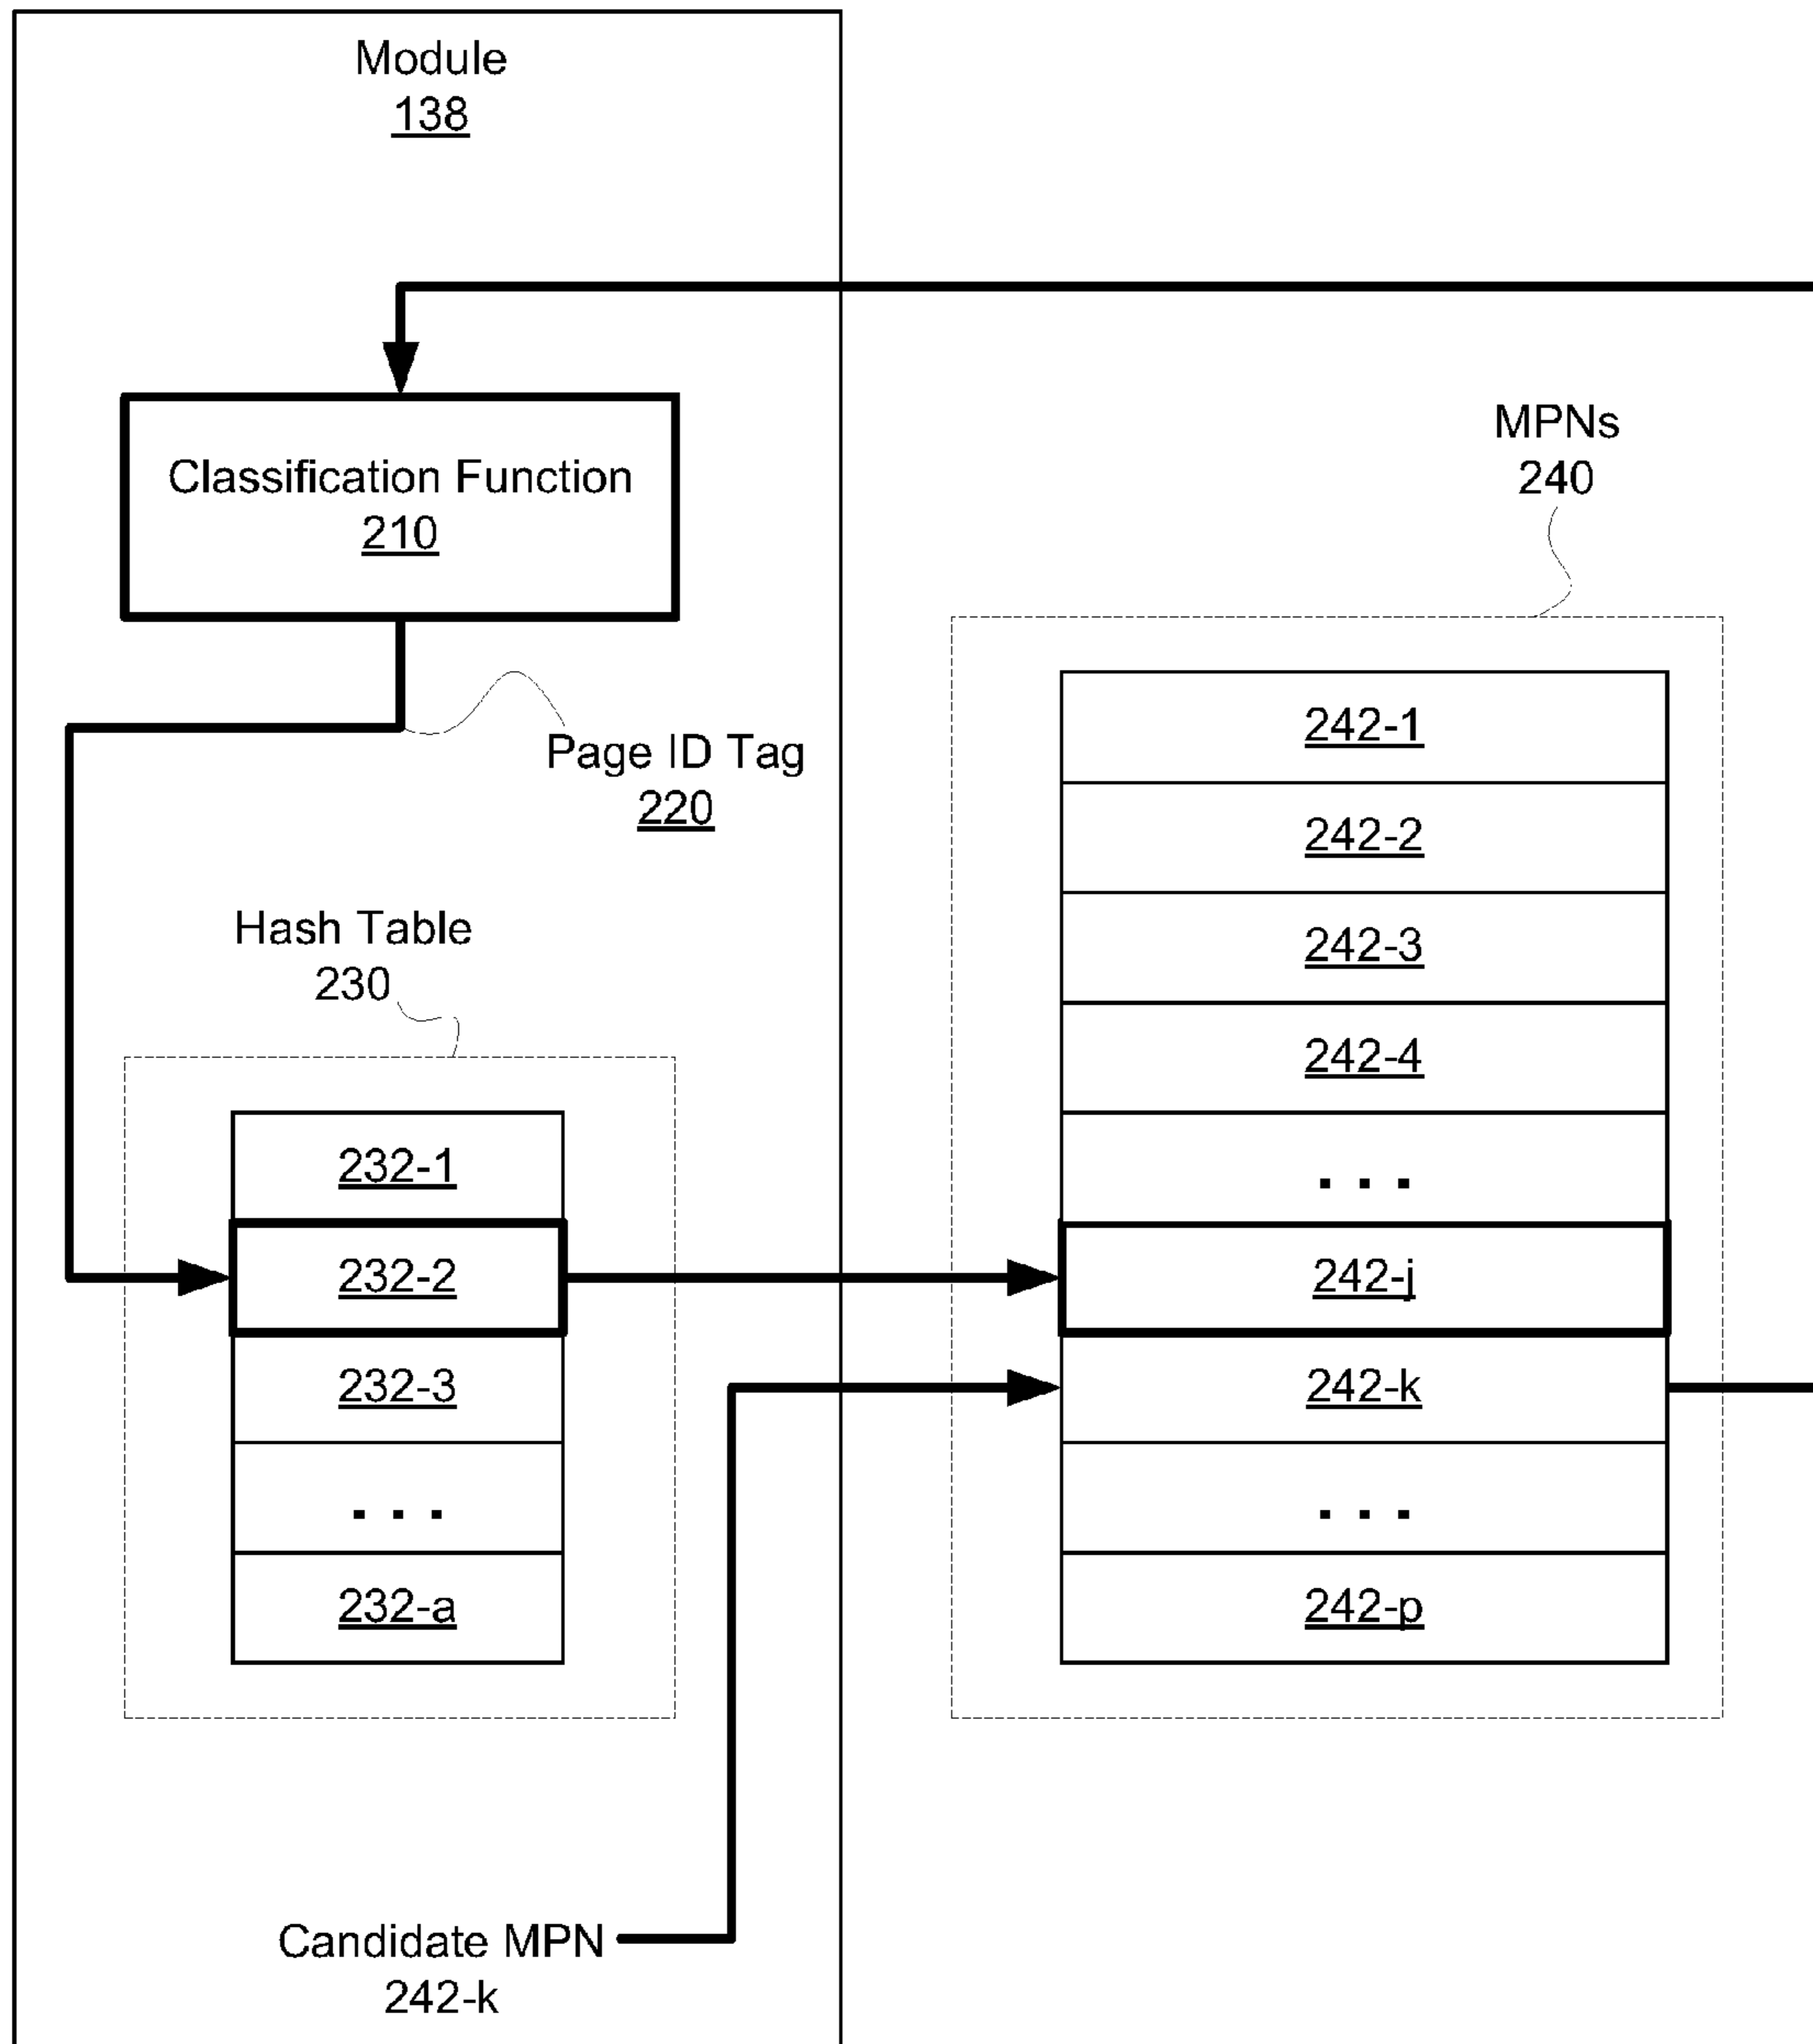 Module
138
Classification Function
210
Page ID Tag
220
Hash Table
230
232-1
232-2
232-3
. . .
232-a
Candidate MPN
242-k
MPNs
240
242-1
242-2
242-3
242-4
. . .
242-j
242-k
. . .
242-p